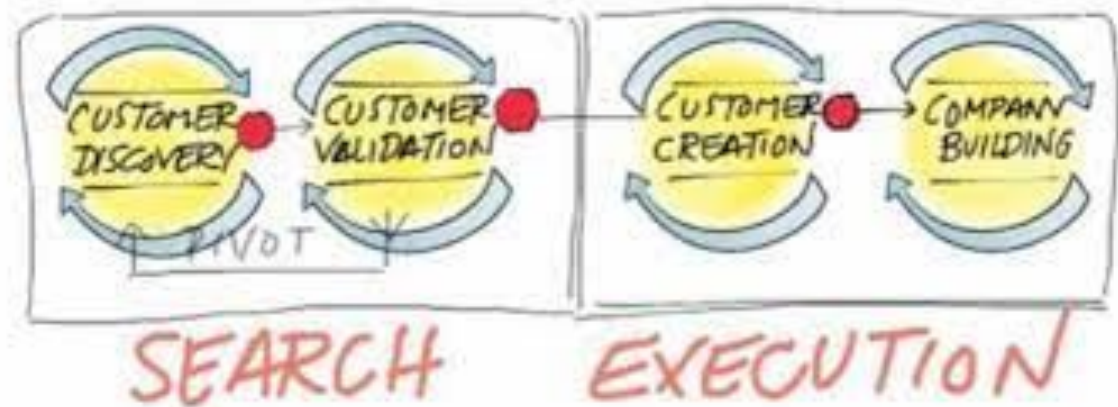 CUSTOMER
DISCOVERY
CUSTOMER
VALIDATION
CUSTOMER
CREATION
COMPANY
BUILDING
PIVOT
SEARCH
EXECUTION